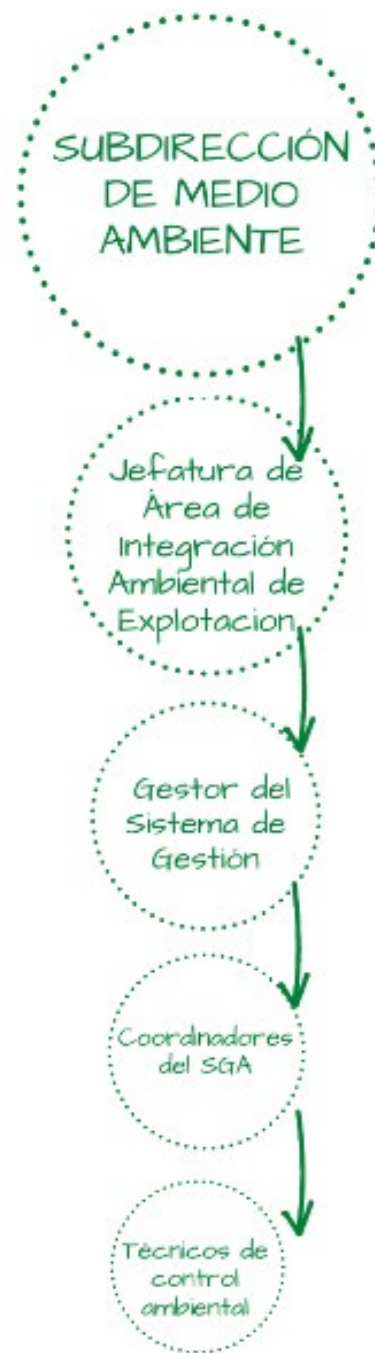 SUBDIRECCIÓN
DE MEDIO
AMBIENTE
Jefatura de
Área de
Integración
Ambiental de
Explotacion
Gestor del
Sistema de
Gestión
Coordinadores
del SGA
Técnicos de
control
ambiental